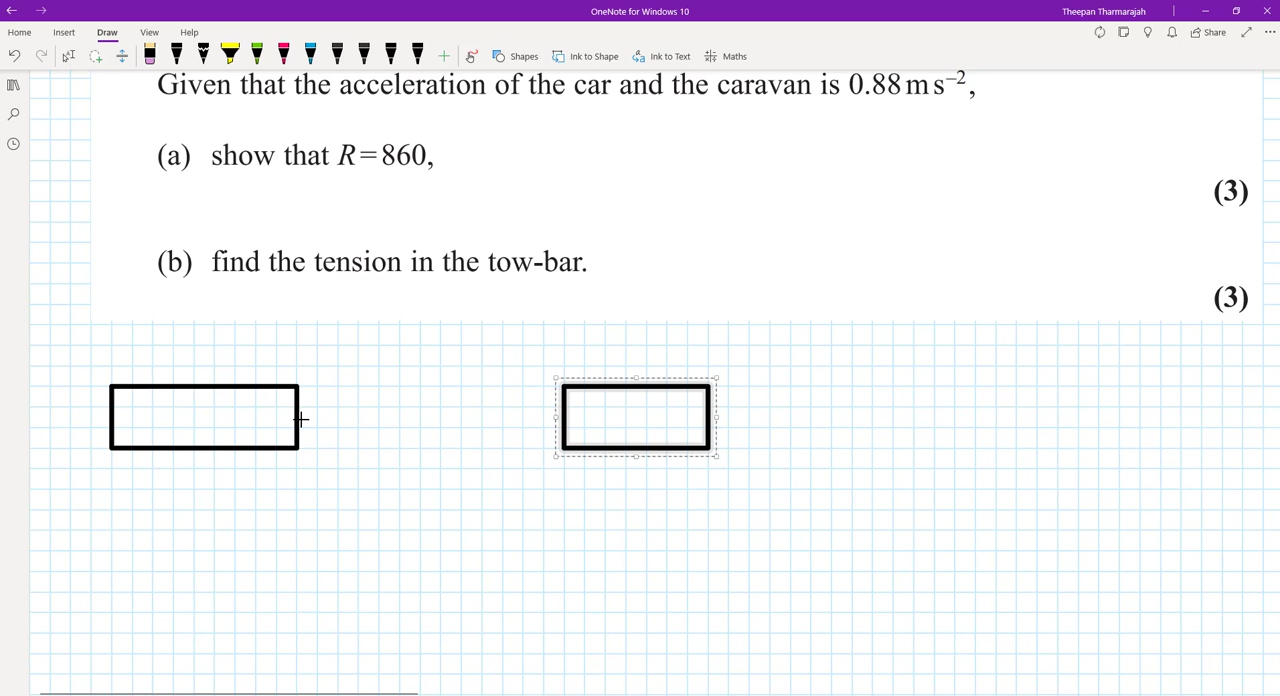 OneNote for Windows 10
Theepan Tharmarajah
Home Insert Draw View Help
Share
Shapes Ink to Shape Ink to Text Maths
Given that the acceleration of the car and the caravan is 0.88 m s⁻²,
(a) show that R=860,
(3)
(b) find the tension in the tow-bar.
(3)